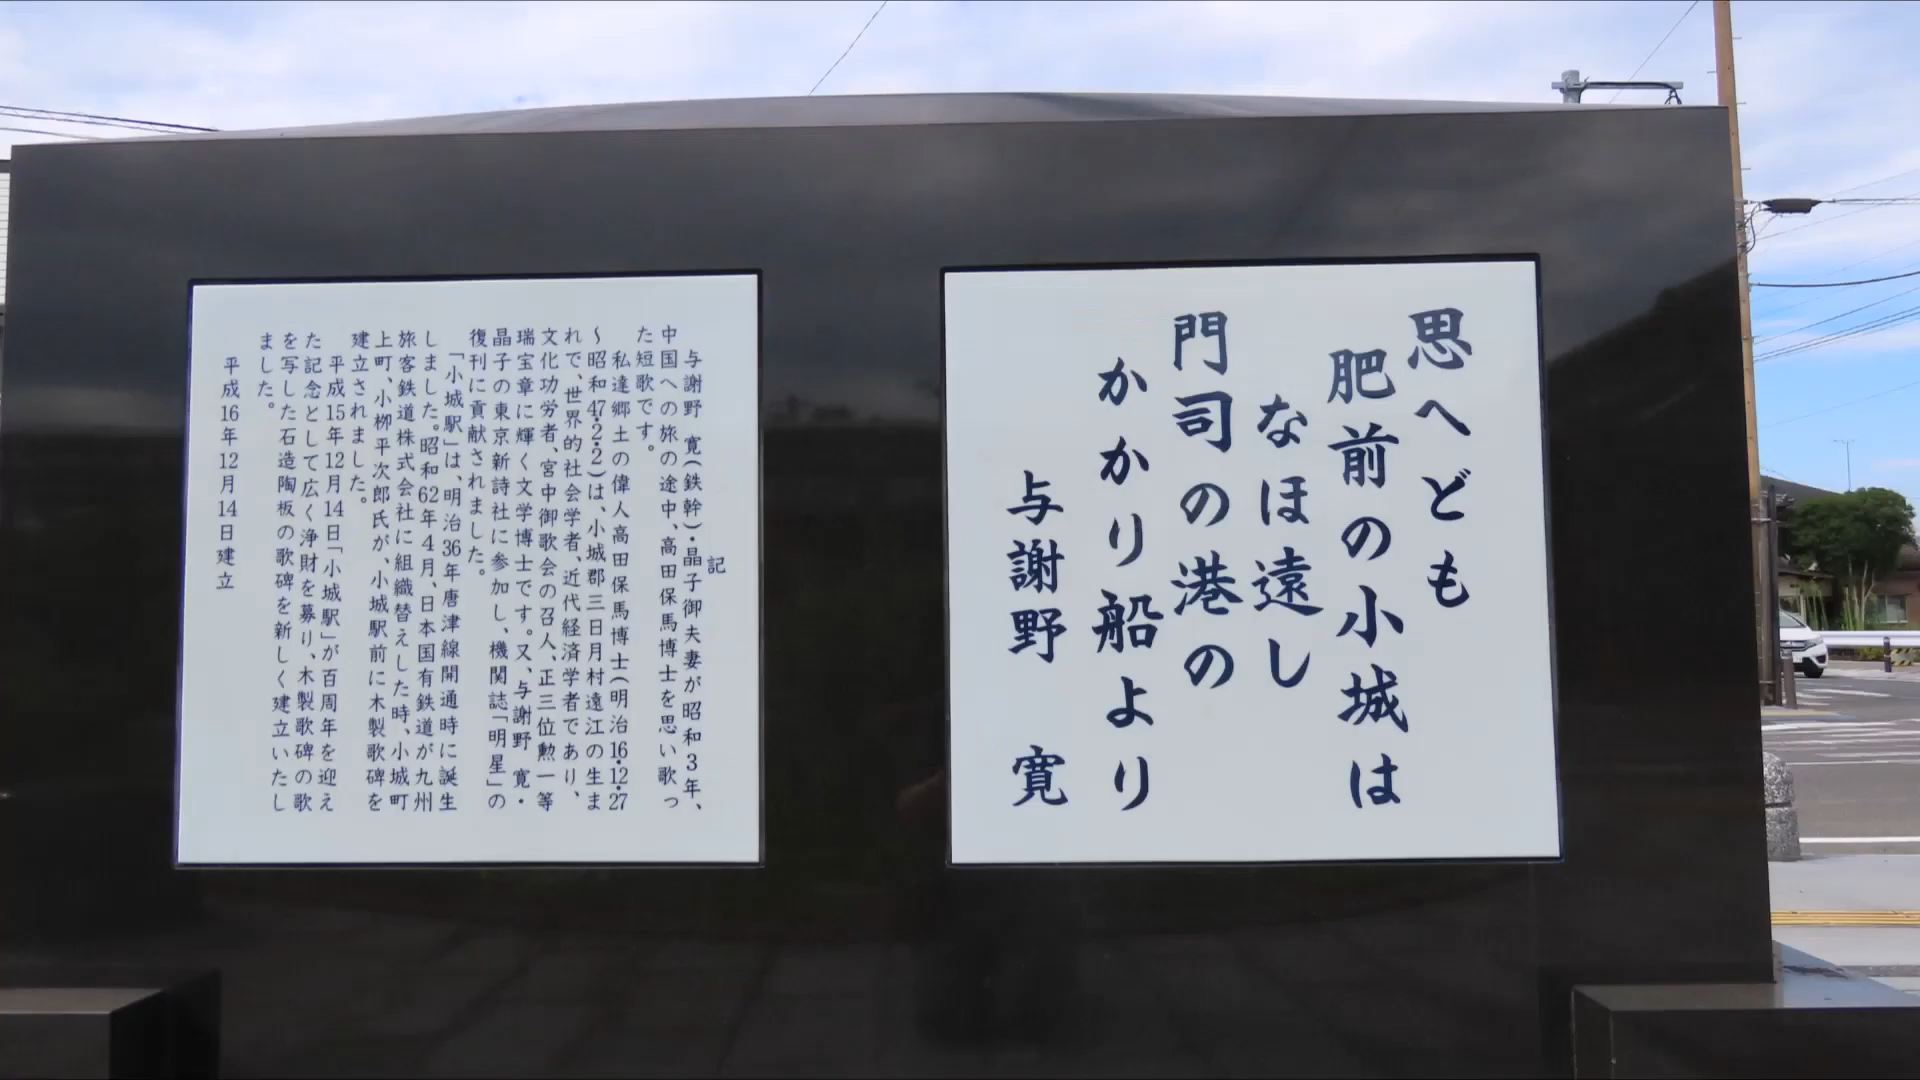 思へども
肥前の小城は
なほ遠し
門司の港の
かかり船より
与謝野 寛
記
与謝野 寛(鉄幹)・晶子御夫妻が昭和3年、
中国への旅の途中、高田保馬博士を思い歌っ
た短歌です。
私達郷土の偉人高田保馬博士(明治16・12・27
〜昭和47・2・2)は、小城郡三日月村遠江の生ま
れで、世界的社会学者、近代経済学者であり、
文化功労者、宮中御歌会の召人、正三位勲一等
瑞宝章に輝く文学博士です。又、与謝野 寛・
晶子の東京新詩社に参加し、機関誌「明星」の
復刊に貢献されました。
「小城駅」は、明治36年唐津線開通時に誕生
しました。昭和62年4月、日本国有鉄道が九州
旅客鉄道株式会社に組織替えした時、小城町
上町、小栁平次郎氏が、小城駅前に木製歌碑を
建立されました。
平成15年12月14日「小城駅」が百周年を迎え
た記念として広く浄財を募り、木製歌碑の歌
を写した石造陶板の歌碑を新しく建立いたし
ました。
平成16年12月14日建立